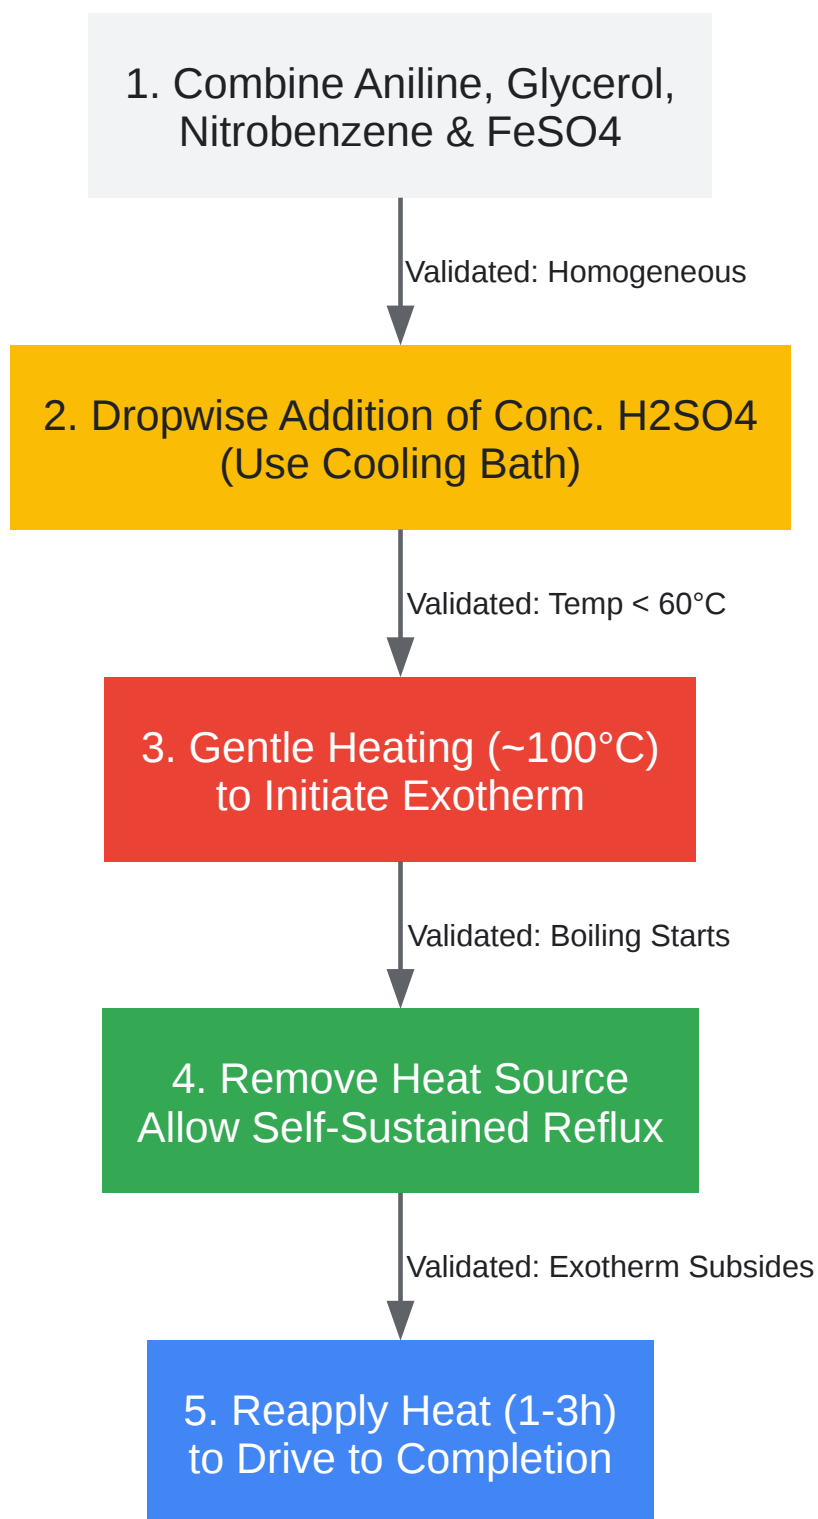 1. Combine Aniline, Glycerol,
Nitrobenzene & FeSO4
Validated: Homogeneous
2. Dropwise Addition of Conc. H2SO4
(Use Cooling Bath)
Validated: Temp < 60°C
3. Gentle Heating (~100°C)
to Initiate Exotherm
Validated: Boiling Starts
4. Remove Heat Source
Allow Self-Sustained Reflux
Validated: Exotherm Subsides
5. Reapply Heat (1-3h)
to Drive to Completion